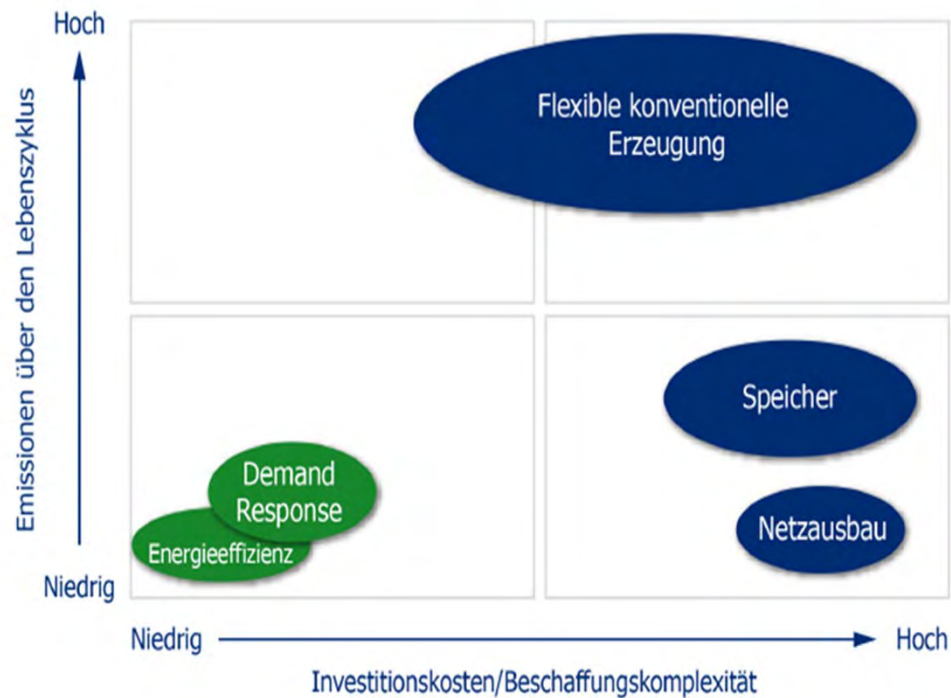 Hoch
Emissionen über den Lebenszyklus
Flexible konventionelle
Erzeugung
Speicher
Demand
Response
Netzausbau
Energieeffizienz
Niedrig
Niedrig
Hoch
Investitionskosten/Beschaffungskomplexität